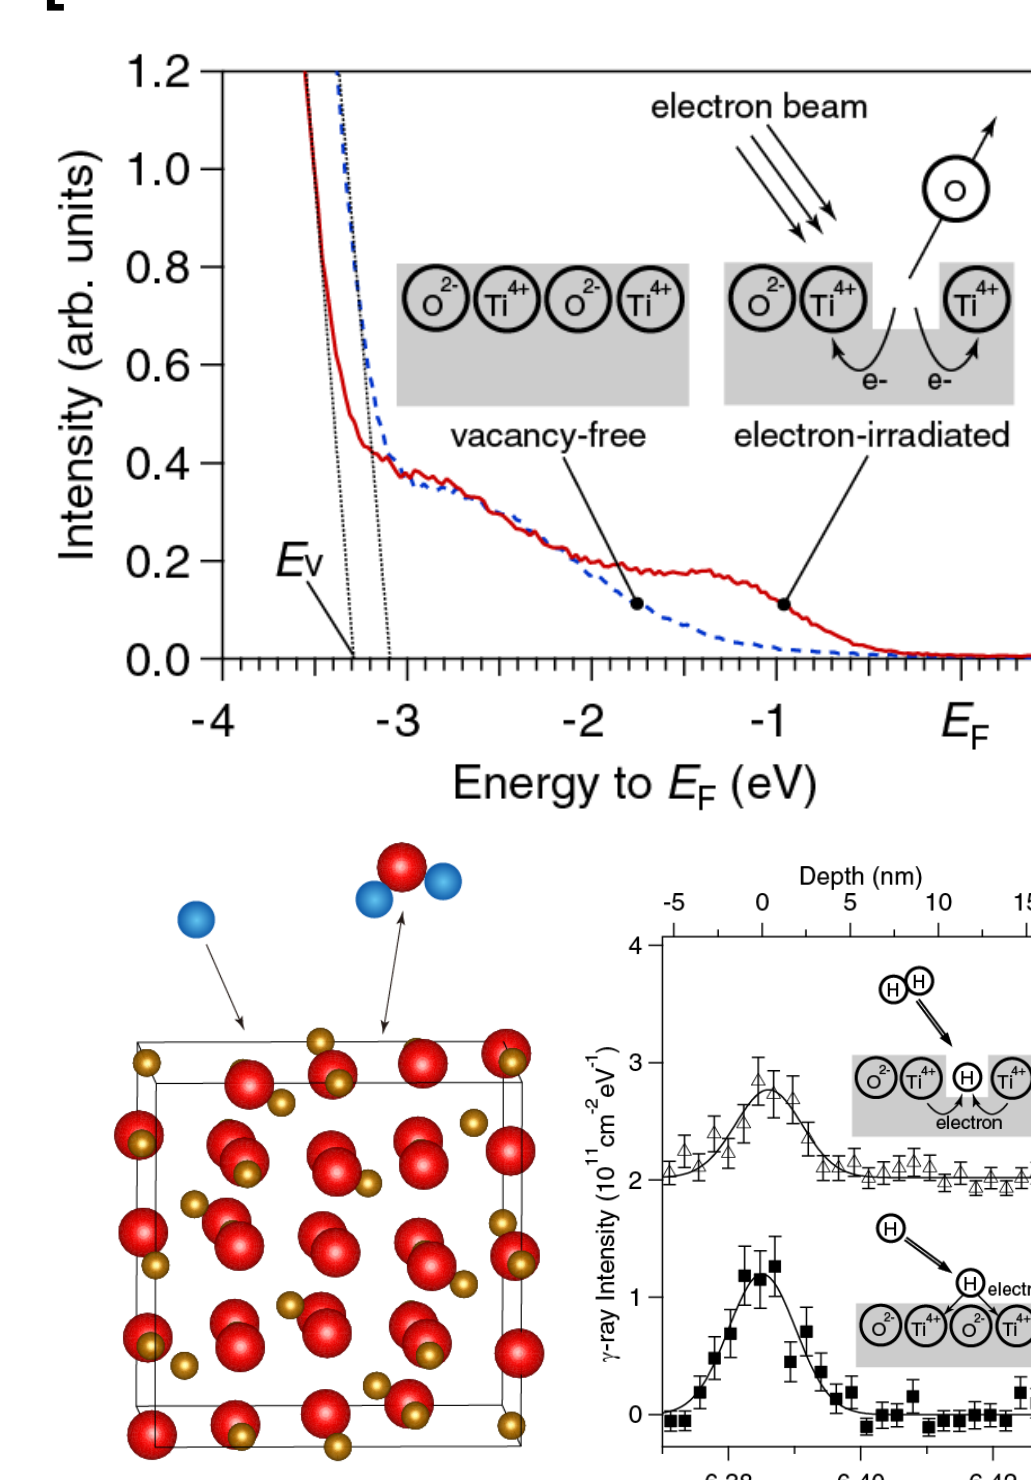 1.2
1.0
0.8
0.6
0.4
0.2
0.0
Intensity (arb. units)
electron beam
O
O2- Ti4+ O2- Ti4+
O2- Ti4+ Ti4+
e- e-
vacancy-free
electron-irradiated
Ev
-4 -3 -2 -1 EF
Energy to EF (eV)
Depth (nm)
-5 0 5 10 15
4
3
2
1
0
γ-ray Intensity (10^11 cm^-2 eV^-1)
H H
O2- Ti4+ H Ti4+
electron
H
H
electr
O2- Ti4+ O2- Ti4+